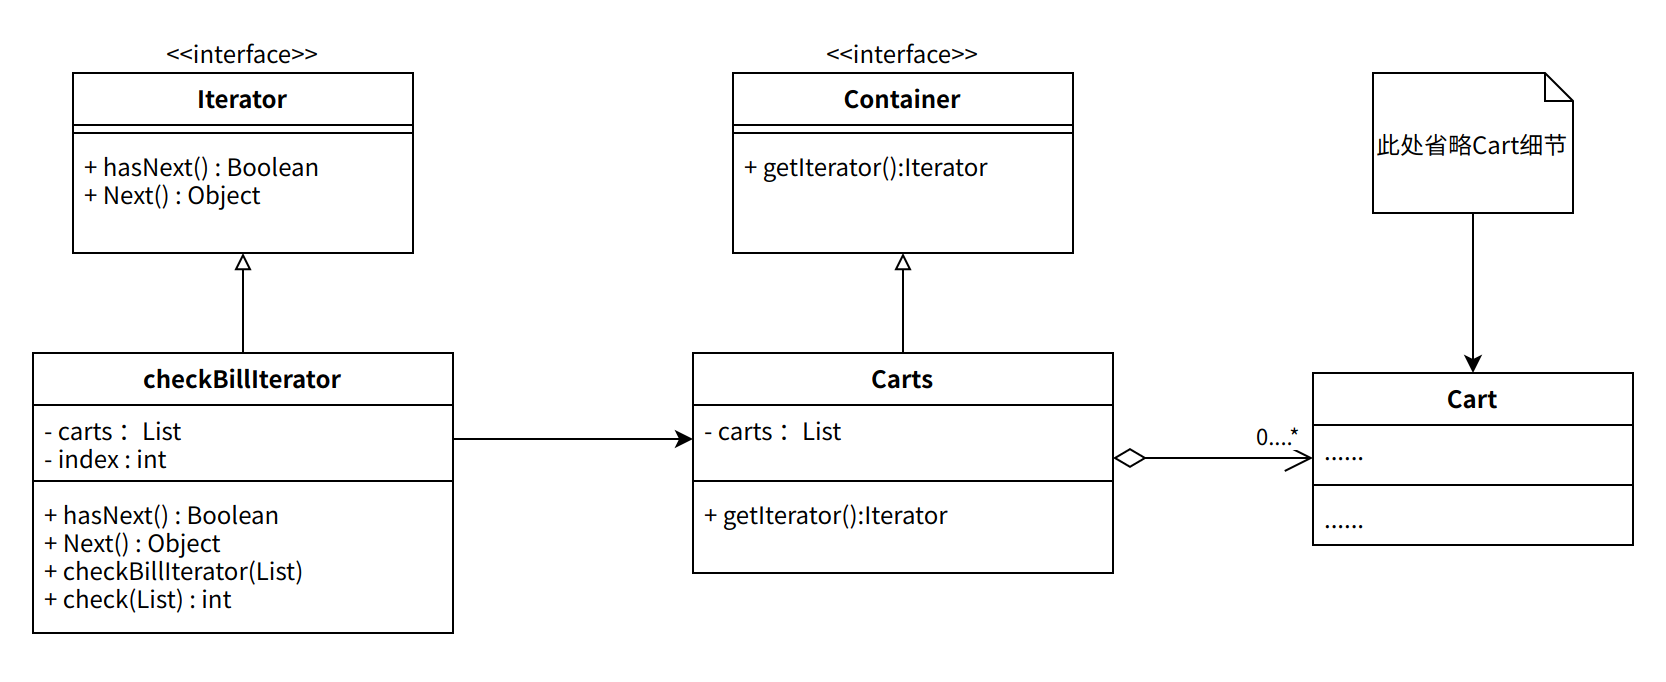 <<interface>>
Iterator
+ hasNext() : Boolean
+ Next() : Object
<<interface>>
Container
+ getIterator():Iterator
此处省略Cart细节
checkBillIterator
- carts： List
- index : int
+ hasNext() : Boolean
+ Next() : Object
+ checkBillIterator(List)
+ check(List) : int
Carts
- carts： List
+ getIterator():Iterator
0....*
Cart
......
......